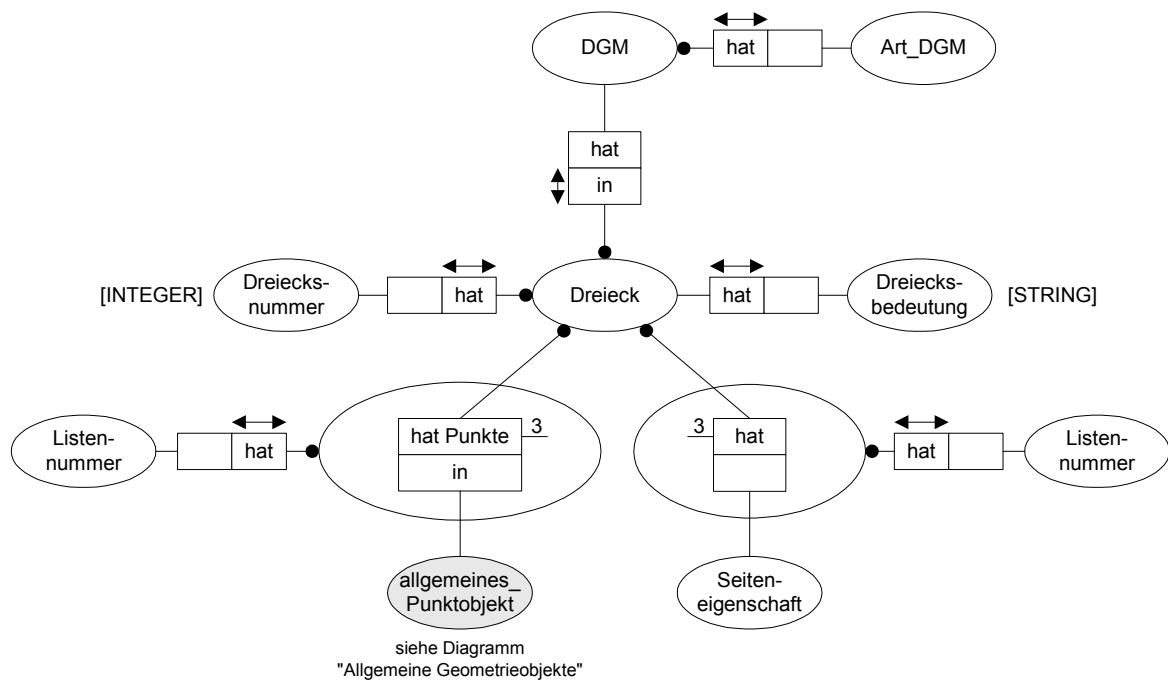 DGM
hat
Art_DGM
hat
in
[INTEGER]
Dreiecks-
nummer
hat
Dreieck
hat
Dreiecks-
bedeutung
[STRING]
Listen-
nummer
hat
hat Punkte
3
in
3
hat
hat
Listen-
nummer
allgemeines_
Punktobjekt
Seiten-
eigenschaft
siehe Diagramm
"Allgemeine Geometrieobjekte"